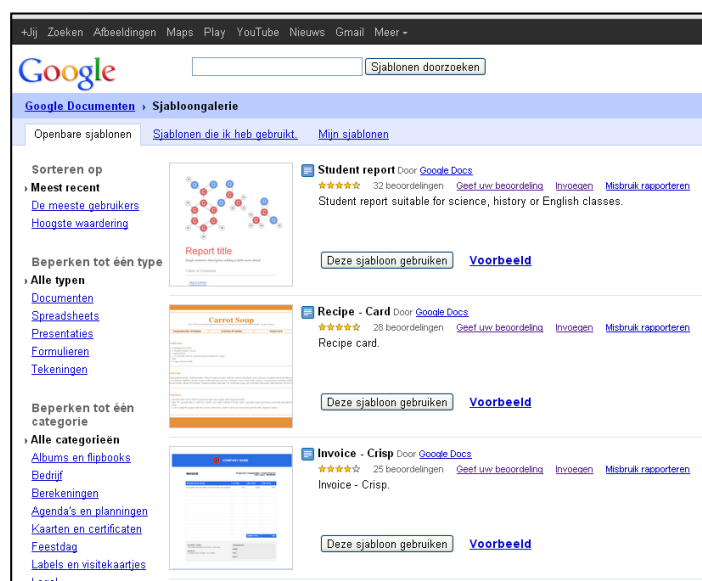 +Jij Zoeken Afbeeldingen Maps Play YouTube Nieuws Gmail Meer
Google
Sjablonen doorzoeken
Google Documenten › Sjabloongalerie
Openbare sjablonen Sjablonen die ik heb gebruikt. Mijn sjablonen
Sorteren op
› Meest recent
De meeste gebruikers
Hoogste waardering
Beperken tot één type
› Alle typen
Documenten
Spreadsheets
Presentaties
Formulieren
Tekeningen
Beperken tot één
categorie
› Alle categorieën
Albums en flipbooks
Bedrijf
Berekeningen
Agenda's en planningen
Kaarten en certificaten
Feestdag
Labels en visitekaartjes
Report title
Student report Door Google Docs
32 beoordelingen Geef uw beoordeling Invoegen Misbruik rapporteren
Student report suitable for science, history or English classes.
Deze sjabloon gebruiken Voorbeeld
Carrot Soup
Recipe - Card Door Google Docs
28 beoordelingen Geef uw beoordeling Invoegen Misbruik rapporteren
Recipe card.
Deze sjabloon gebruiken Voorbeeld
COMPANY NAME
INVOICE
Invoice - Crisp Door Google Docs
25 beoordelingen Geef uw beoordeling Invoegen Misbruik rapporteren
Invoice - Crisp.
Deze sjabloon gebruiken Voorbeeld